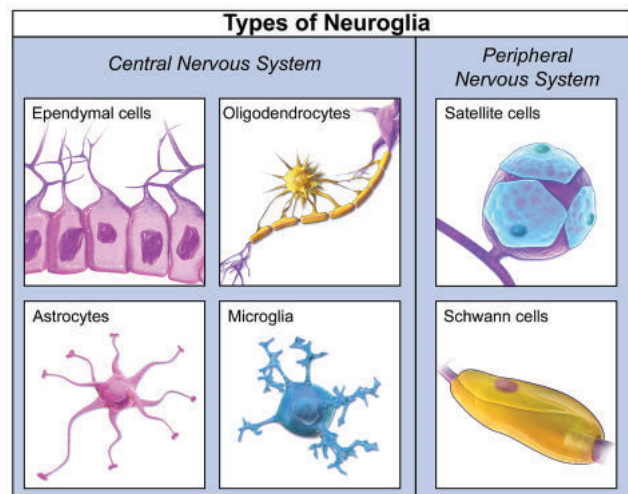 Types of Neuroglia
Central Nervous System
Peripheral
Nervous System
Ependymal cells
Oligodendrocytes
Satellite cells
Astrocytes
Microglia
Schwann cells